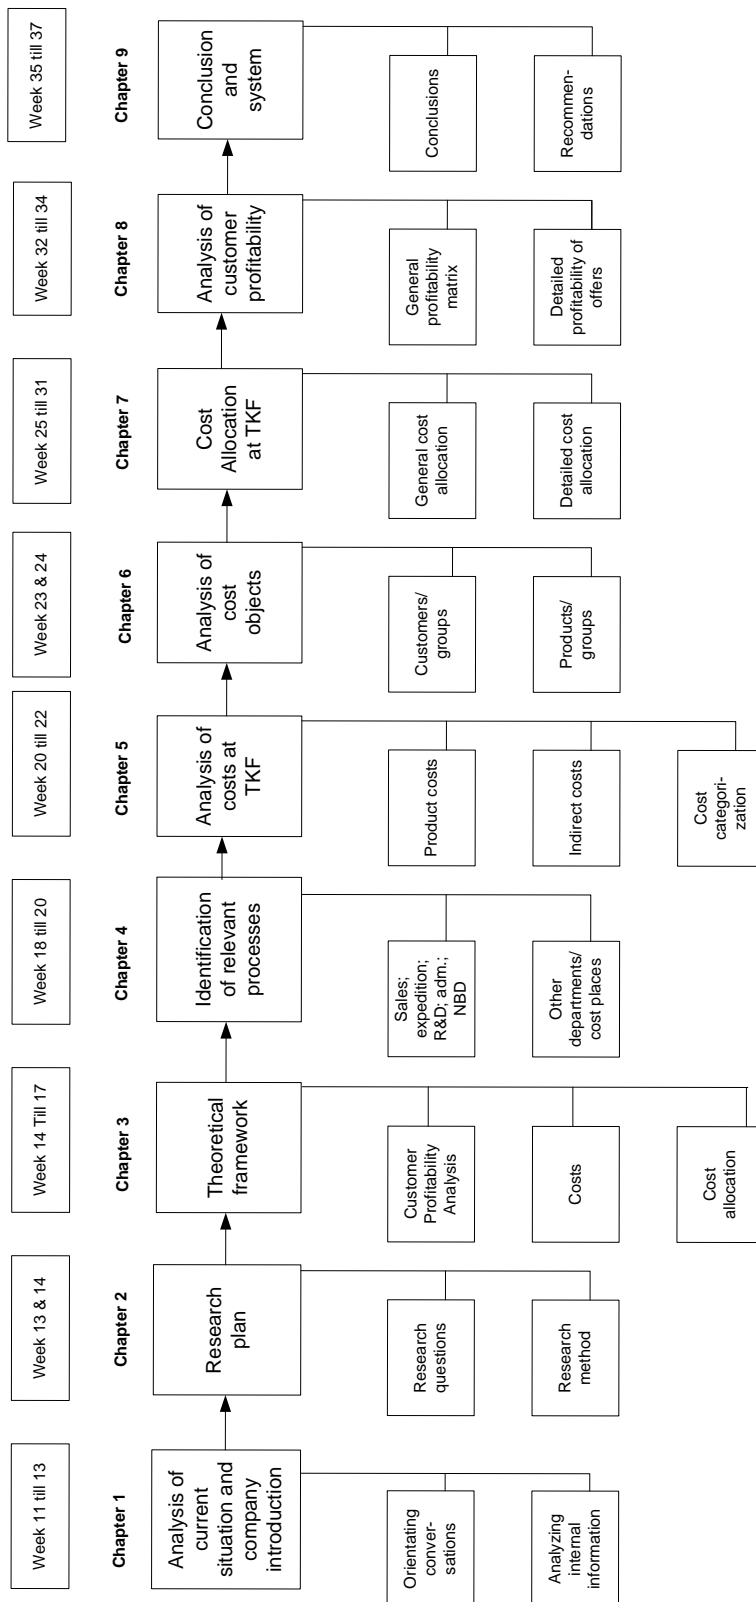 Week 11 till 13
Week 13 & 14
Week 14 Till 17
Week 18 till 20
Week 20 till 22
Week 23 & 24
Week 25 till 31
Week 32 till 34
Week 35 till 37
Chapter 1
Chapter 2
Chapter 3
Chapter 4
Chapter 5
Chapter 6
Chapter 7
Chapter 8
Chapter 9
Analysis of
current
situation and
company
introduction
Research
plan
Theoretical
framework
Identification
of relevant
processes
Analysis of
costs at
TKF
Analysis of
cost
objects
Cost
Allocation
at TKF
Analysis of
customer
profitability
Conclusion
and
system
Orientating
conver-
sations
Research
questions
Customer
Profitability
Analysis
Sales;
expedition;
R&D; adm.;
NBD
Product costs
Customers/
groups
General cost
allocation
General
profitability
matrix
Conclusions
Analyzing
internal
information
Research
method
Costs
Other
departments/
cost places
Indirect costs
Products/
groups
Detailed cost
allocation
Detailed
profitability of
offers
Recommen-
dations
Cost
allocation
Cost
categori-
zation